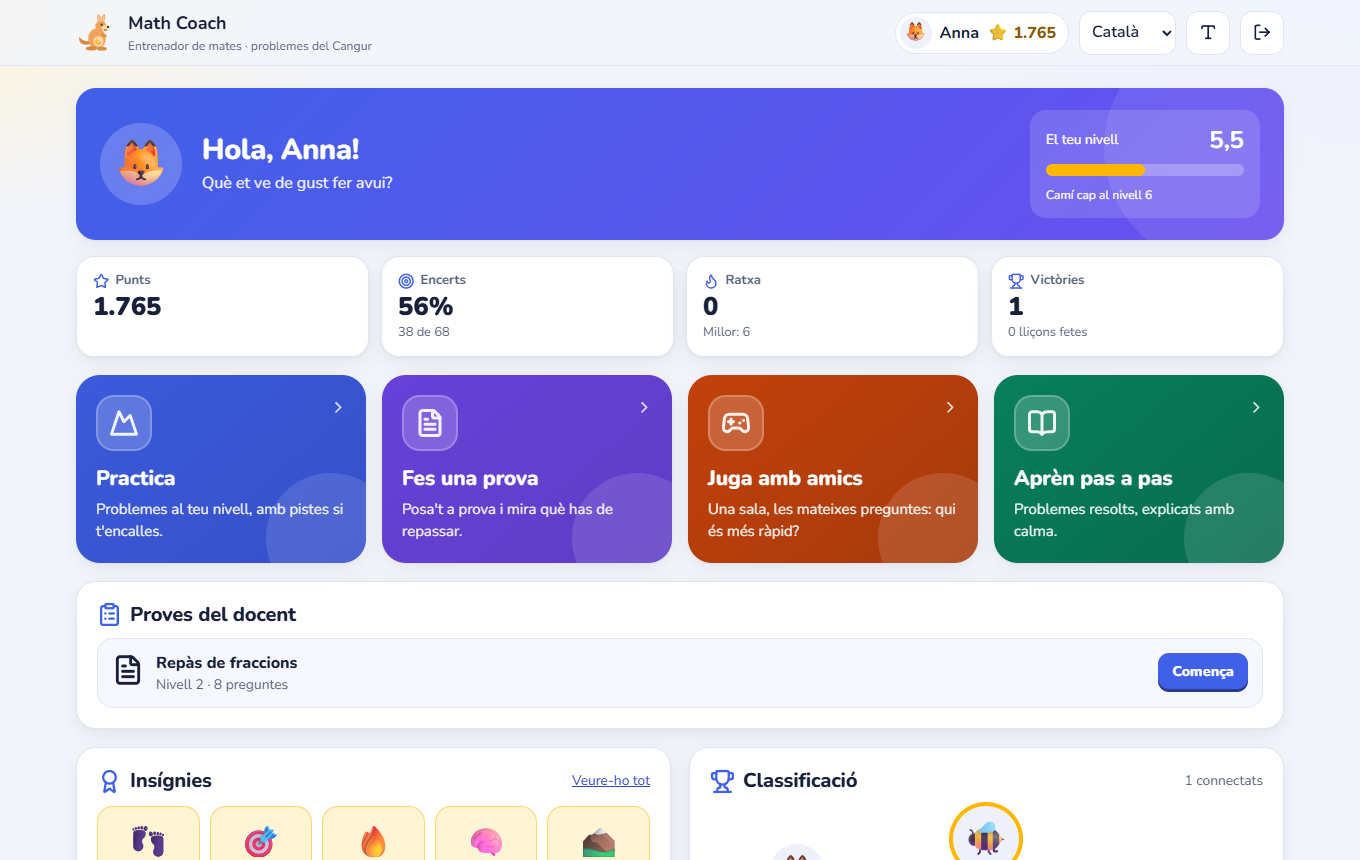 Math Coach
Entrenador de mates · problemes del Cangur
Anna 1.765
Català
Hola, Anna!
Què et ve de gust fer avui?
El teu nivell 5,5
Camí cap al nivell 6
Punts
1.765
Encerts
56%
38 de 68
Ratxa
0
Millor: 6
Victòries
1
0 lliçons fetes
Practica
Problemes al teu nivell, amb pistes si
t'encalles.
Fes una prova
Posa't a prova i mira què has de
repassar.
Juga amb amics
Una sala, les mateixes preguntes: qui
és més ràpid?
Aprèn pas a pas
Problemes resolts, explicats amb
calma.
Proves del docent
Repàs de fraccions
Nivell 2 · 8 preguntes
Comença
Insígnies
Veure-ho tot
Classificació
1 connectats